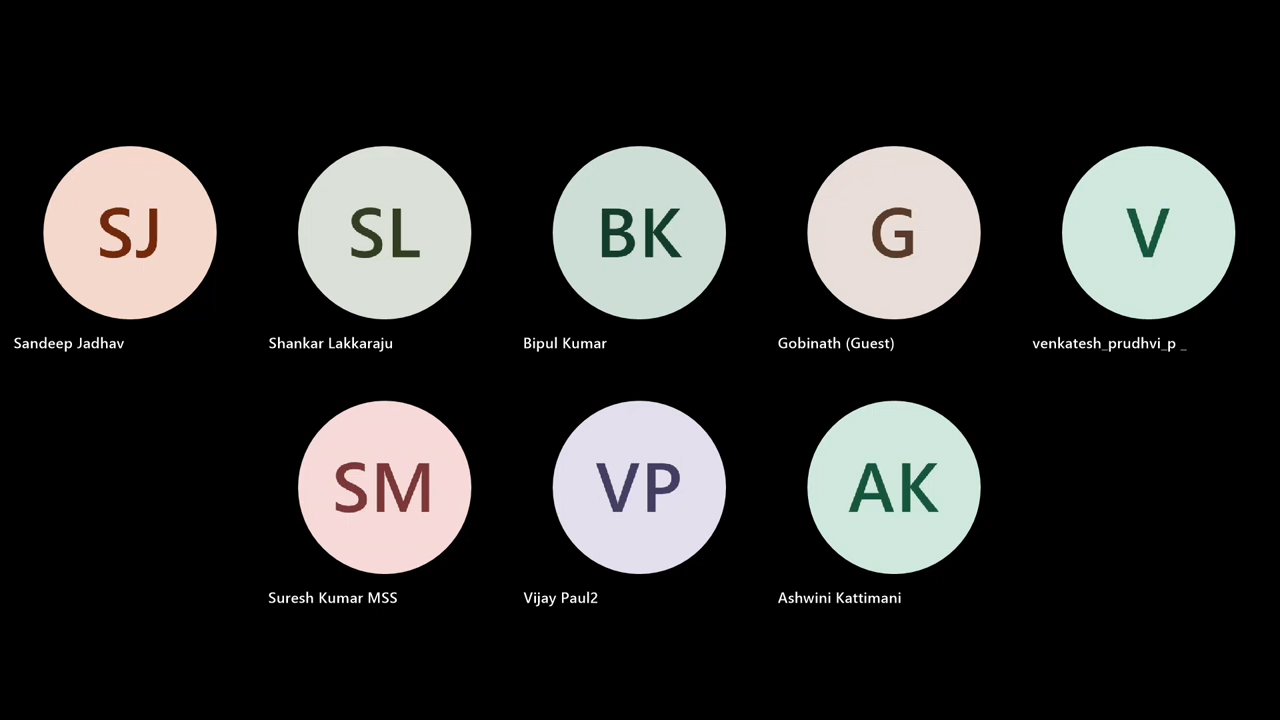 SJ SL BK G V
Sandeep Jadhav Shankar Lakkaraju Bipul Kumar Gobinath (Guest) venkatesh_prudhvi_p _
SM VP AK
Suresh Kumar MSS Vijay Paul2 Ashwini Kattimani